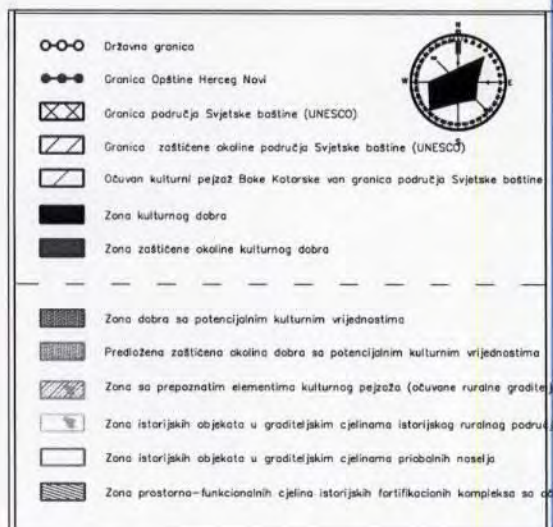 N
W E
S
Državna granica
Granica Opštine Herceg Novi
Granica područja Svjetske baštine (UNESCO)
Granica zaštićene okoline područja Svjetske baštine (UNESCO)
Očuvan kulturni pejzaž Boke Kotorske van granica područja Svjetske baštine
Zona kulturnog dobra
Zona zaštićene okoline kulturnog dobra
Zona dobra sa potencijalnim kulturnim vrijednostima
Predložena zaštićena okolina dobra sa potencijalnim kulturnim vrijednostima
Zona sa prepoznatim elementima kulturnog pejzaža (očuvane ruralne
Zona istorijskih objekata u graditeljskim cjelinama istorijskog ruralnog
Zona istorijskih objekata u graditeljskim cjelinama priobalnih naselja
Zona prostorno-funkcionalnih cjelina istorijskih fortifikacionih kompleksa sa